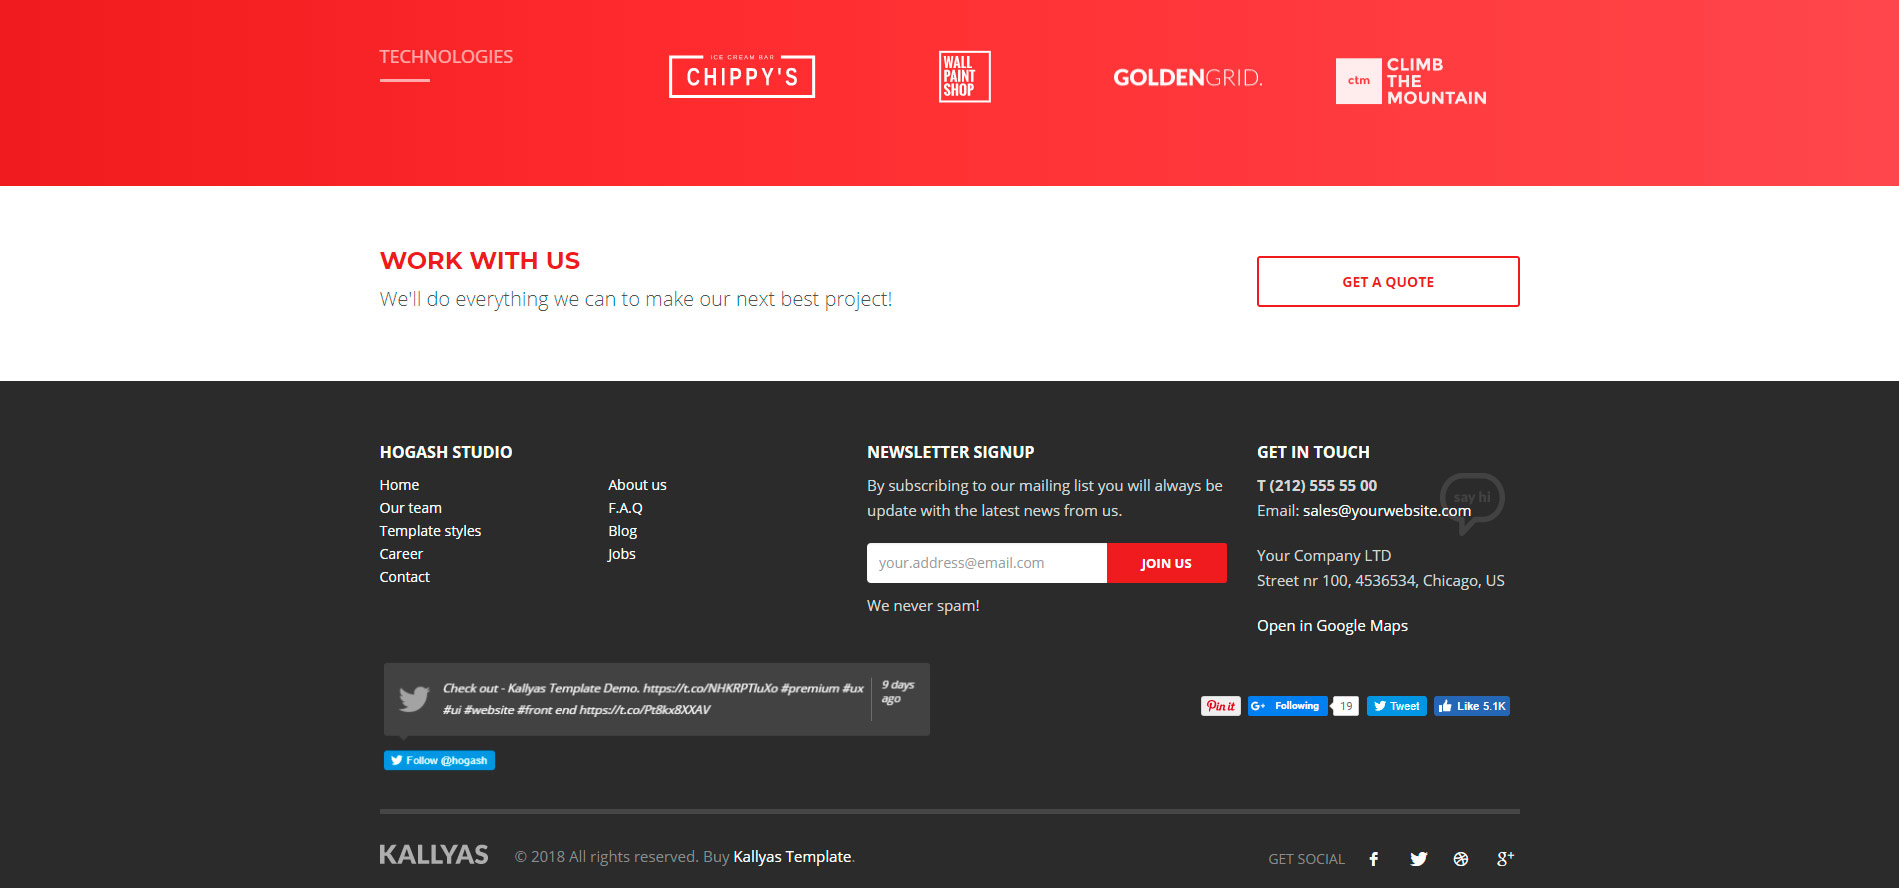 TECHNOLOGIES
ICE CREAM BAR
CHIPPY'S
WALL
PAINT
SHOP
GOLDENGRID.
ctm
CLIMB
THE
MOUNTAIN
WORK WITH US
We'll do everything we can to make our next best project!
GET A QUOTE
HOGASH STUDIO
Home
Our team
Template styles
Career
Contact
About us
F.A.Q
Blog
Jobs
NEWSLETTER SIGNUP
By subscribing to our mailing list you will always be
update with the latest news from us.
your.address@email.com
JOIN US
We never spam!
GET IN TOUCH
T (212) 555 55 00
say hi
Email: sales@yourwebsite.com
Your Company LTD
Street nr 100, 4536534, Chicago, US
Open in Google Maps
Check out - Kallyas Template Demo. https://t.co/NHKRPTluXo #premium #ux
#ui #website #front end https://t.co/Pt8kx8XXAV
9 days
ago
Follow @hogash
Pin it
G+ Following
19
Tweet
Like 5.1K
KALLYAS
© 2018 All rights reserved. Buy Kallyas Template.
GET SOCIAL